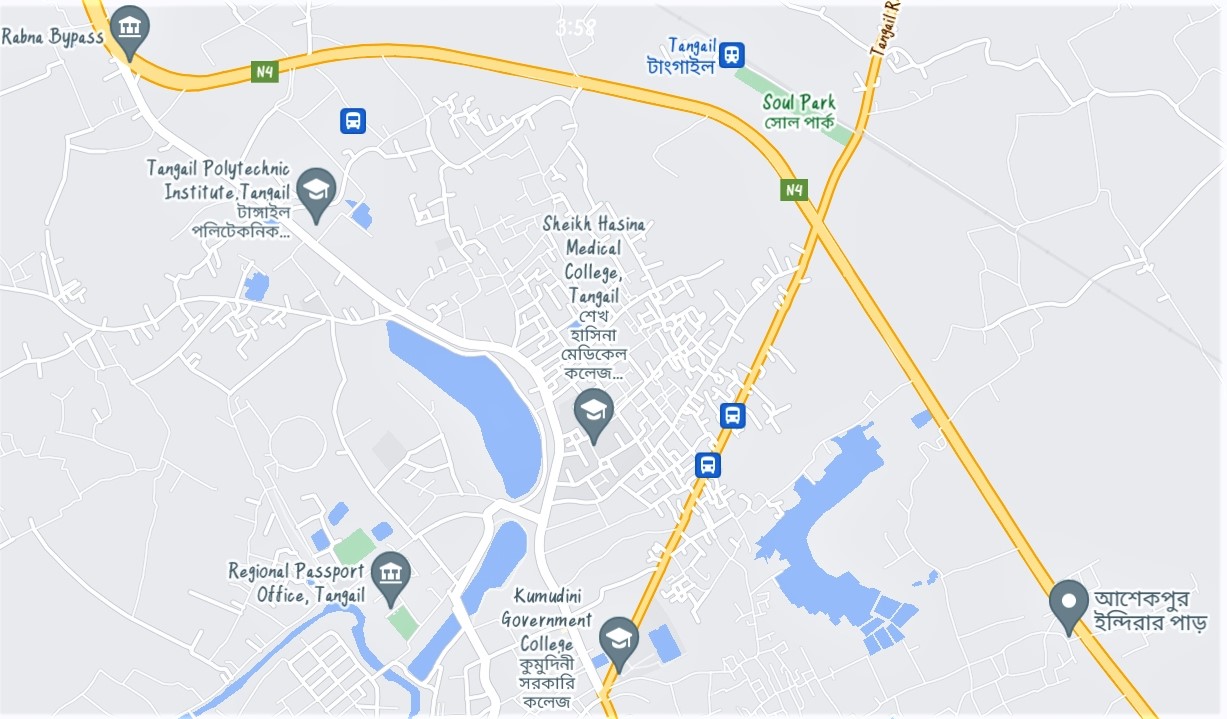 Rabna Bypass
3:58
Tangail R
Tangail
টাংগাইল
N4
Soul Park
সোল পার্ক
Tangail Polytechnic
Institute,Tangail
টাঙ্গাইল
পলিটেকনিক...
N4
Sheikh Hasina
Medical
College,
Tangail
শেখ
হাসিনা
মেডিকেল
কলেজ...
Regional Passport
Office, Tangail
Kumudini
Government
College
কুমুদিনী
সরকারি
কলেজ
আশেকপুর
ইন্দিরার পাড়